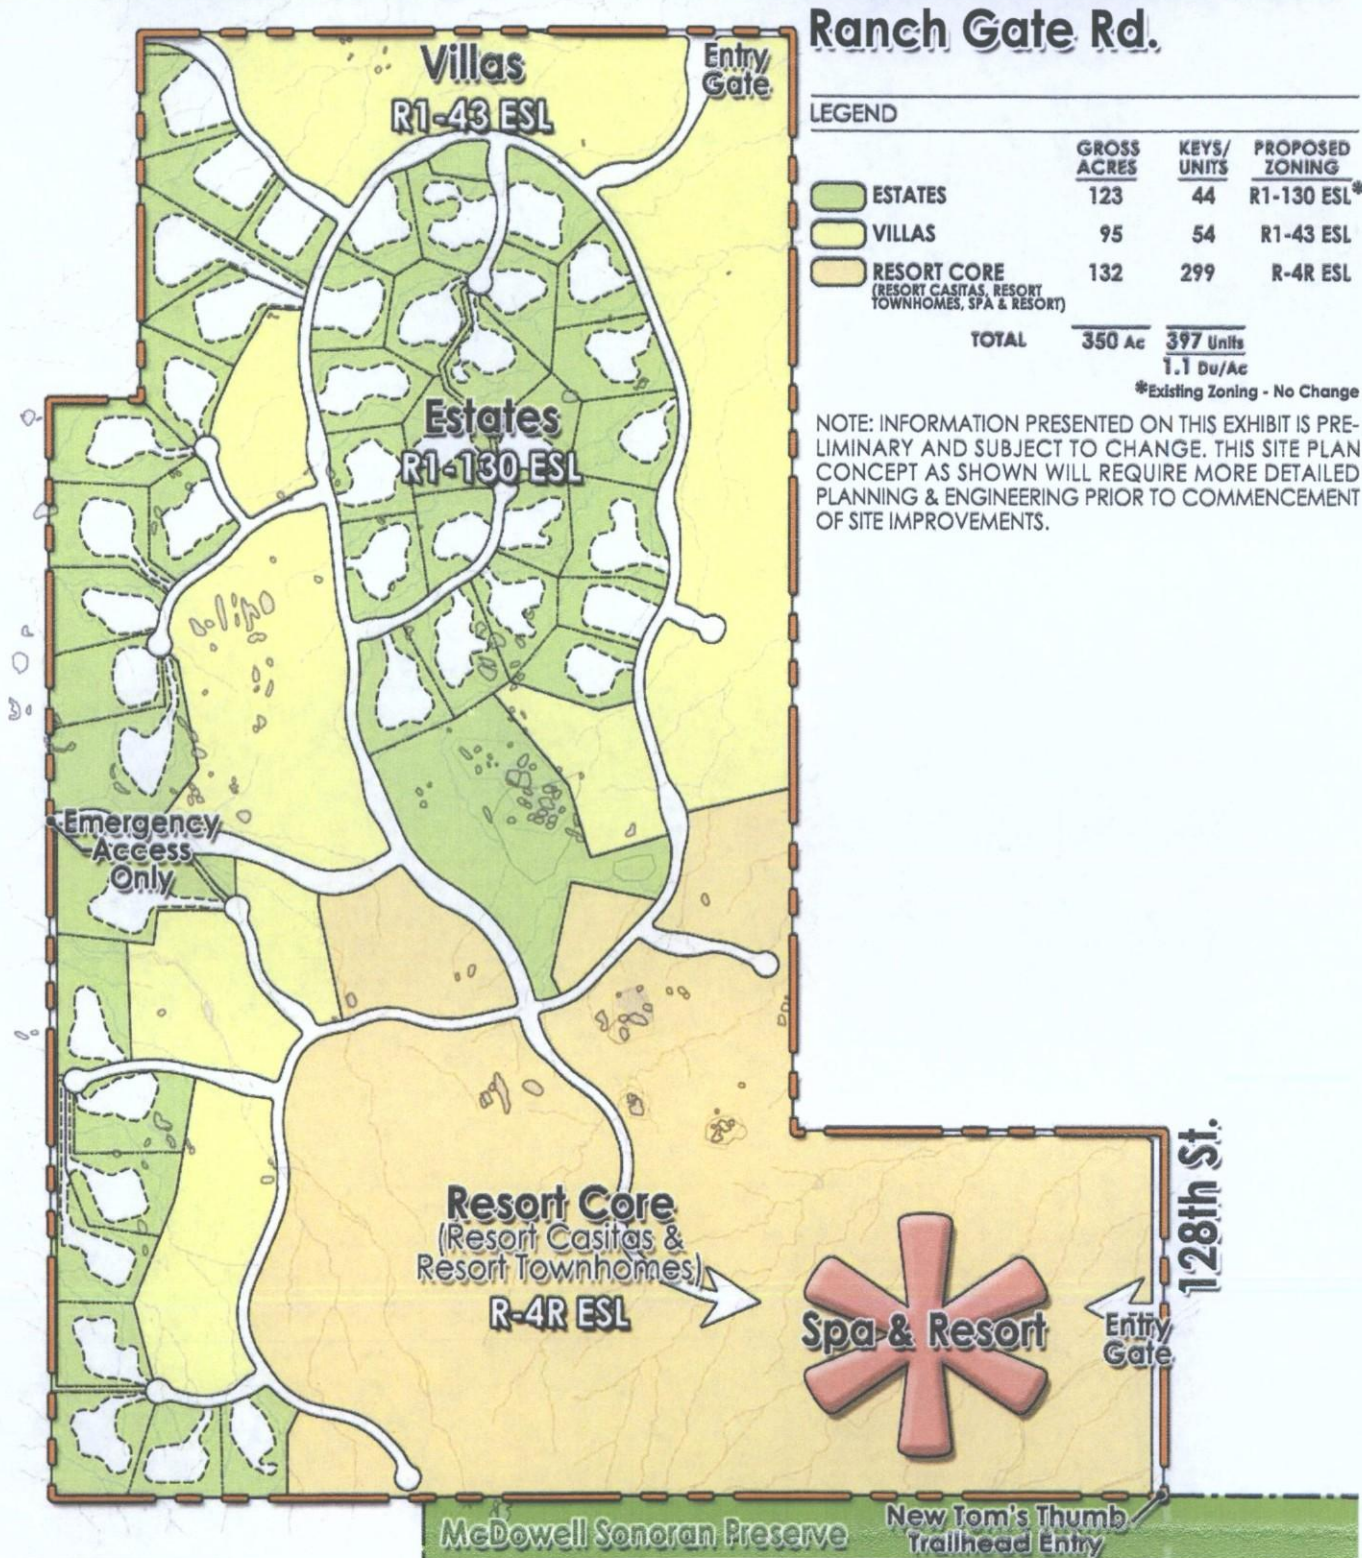 Ranch Gate Rd.
LEGEND
GROSS ACRES KEYS/ UNITS PROPOSED ZONING
ESTATES 123 44 R1-130 ESL*
VILLAS 95 54 R1-43 ESL
RESORT CORE 132 299 R-4R ESL
(RESORT CASITAS, RESORT
TOWNHOMES, SPA & RESORT)
TOTAL 350 Ac 397 Units
1.1 Du/Ac
*Existing Zoning - No Change
NOTE: INFORMATION PRESENTED ON THIS EXHIBIT IS PRE-
LIMINARY AND SUBJECT TO CHANGE. THIS SITE PLAN
CONCEPT AS SHOWN WILL REQUIRE MORE DETAILED
PLANNING & ENGINEERING PRIOR TO COMMENCEMENT
OF SITE IMPROVEMENTS.
Villas
R1-43 ESL
Entry
Gate
Estates
R1-130 ESL
Emergency
Access
Only
Resort Core
(Resort Casitas &
Resort Townhomes)
R-4R ESL
Spa & Resort
Entry
Gate
128th St.
McDowell Sonoran Preserve
New Tom's Thumb
Trailhead Entry